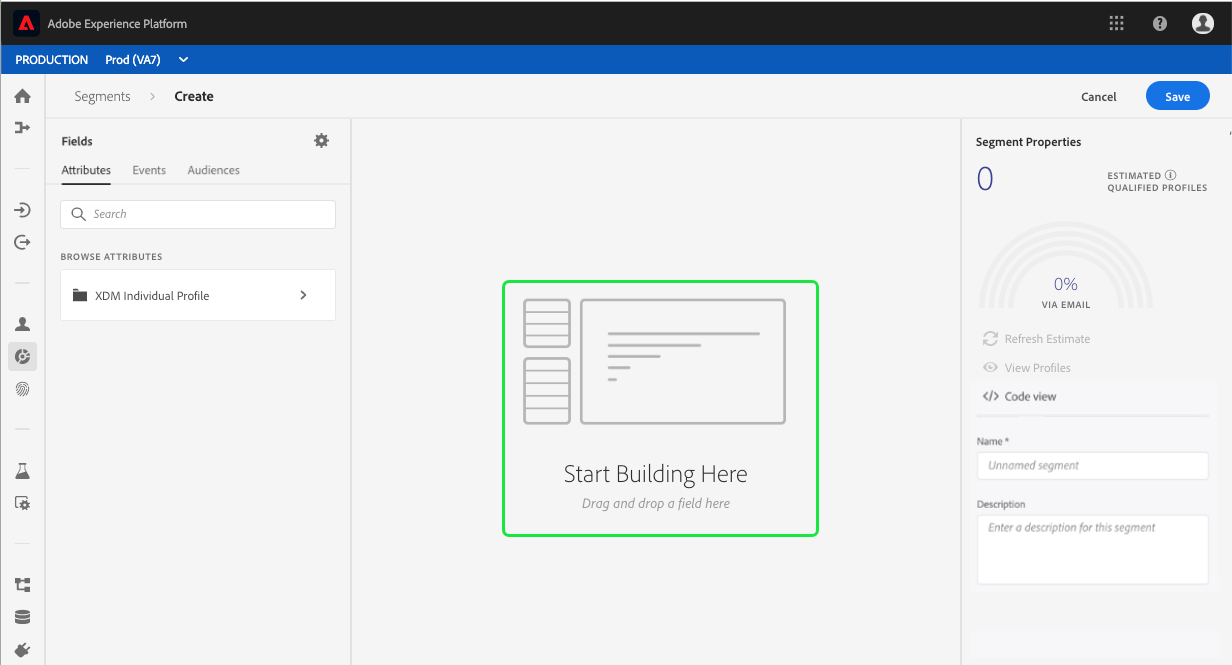 Adobe Experience Platform
PRODUCTION Prod (VA7)
Segments > Create
Cancel
Save
Fields
Attributes Events Audiences
Search
BROWSE ATTRIBUTES
XDM Individual Profile
Start Building Here
Drag and drop a field here
Segment Properties
0
ESTIMATED
QUALIFIED PROFILES
0%
VIA EMAIL
Refresh Estimate
View Profiles
</> Code view
Name *
Unnamed segment
Description
Enter a description for this segment